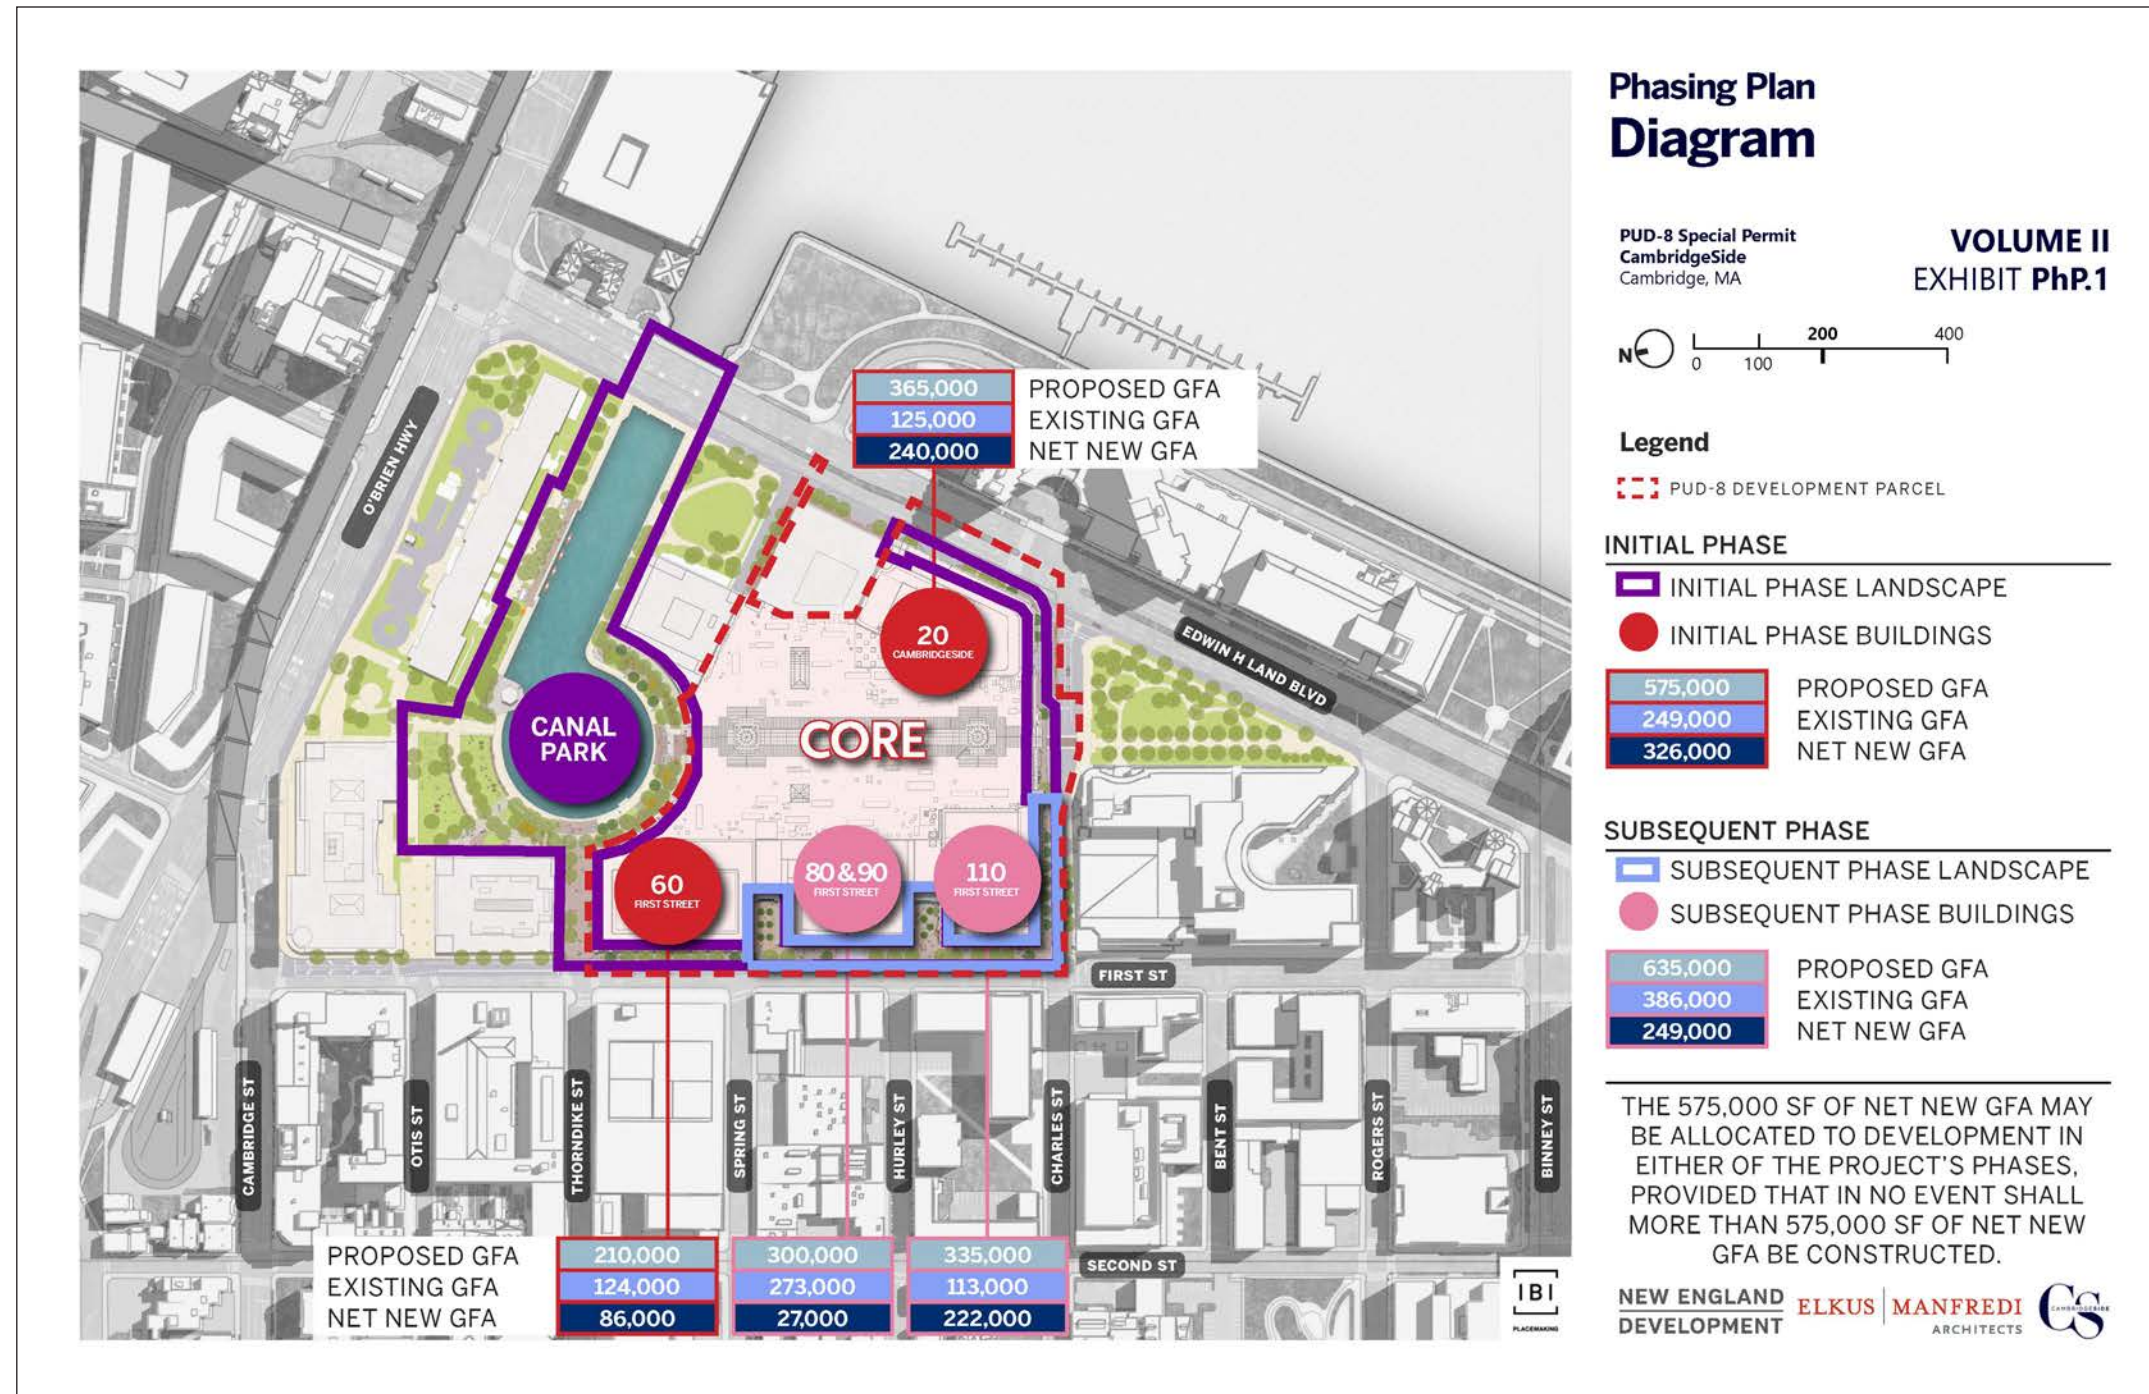 Phasing Plan
Diagram
PUD-8 Special Permit
CambridgeSide
Cambridge, MA
VOLUME II
EXHIBIT PhP.1
N
0
100
200
400
Legend
PUD-8 DEVELOPMENT PARCEL
INITIAL PHASE
INITIAL PHASE LANDSCAPE
INITIAL PHASE BUILDINGS
575,000 PROPOSED GFA
249,000 EXISTING GFA
326,000 NET NEW GFA
SUBSEQUENT PHASE
SUBSEQUENT PHASE LANDSCAPE
SUBSEQUENT PHASE BUILDINGS
635,000 PROPOSED GFA
386,000 EXISTING GFA
249,000 NET NEW GFA
THE 575,000 SF OF NET NEW GFA MAY
BE ALLOCATED TO DEVELOPMENT IN
EITHER OF THE PROJECT'S PHASES,
PROVIDED THAT IN NO EVENT SHALL
MORE THAN 575,000 SF OF NET NEW
GFA BE CONSTRUCTED.
NEW ENGLAND
DEVELOPMENT
ELKUS MANFREDI
ARCHITECTS
CAMBRIDGESIDE
CS
365,000 PROPOSED GFA
125,000 EXISTING GFA
240,000 NET NEW GFA
O'BRIEN HWY
20
CAMBRIDGESIDE
EDWIN H LAND BLVD
CANAL
PARK
CORE
60
FIRST STREET
80&90
FIRST STREET
110
FIRST STREET
FIRST ST
CAMBRIDGE ST
OTIS ST
THORNDIKE ST
SPRING ST
HURLEY ST
CHARLES ST
BENT ST
ROGERS ST
BINNEY ST
SECOND ST
PROPOSED GFA 210,000 300,000 335,000
EXISTING GFA 124,000 273,000 113,000
NET NEW GFA 86,000 27,000 222,000
IBI
PLACEMAKING